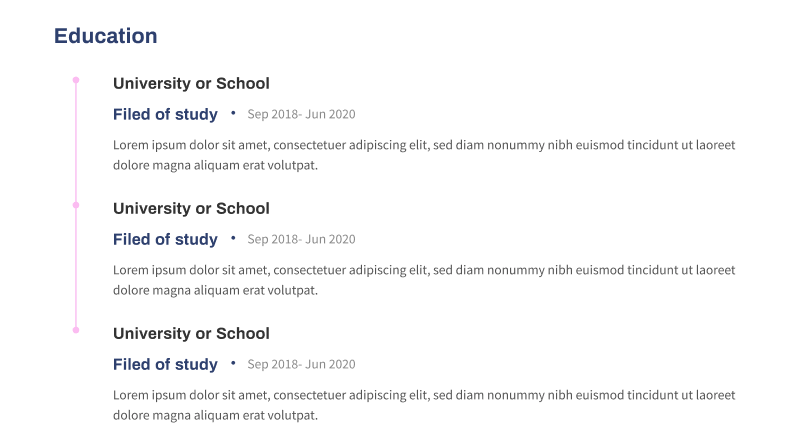 Education
University or School
Filed of study • Sep 2018- Jun 2020
Lorem ipsum dolor sit amet, consectetuer adipiscing elit, sed diam nonummy nibh euismod tincidunt ut laoreet
dolore magna aliquam erat volutpat.
University or School
Filed of study • Sep 2018- Jun 2020
Lorem ipsum dolor sit amet, consectetuer adipiscing elit, sed diam nonummy nibh euismod tincidunt ut laoreet
dolore magna aliquam erat volutpat.
University or School
Filed of study • Sep 2018- Jun 2020
Lorem ipsum dolor sit amet, consectetuer adipiscing elit, sed diam nonummy nibh euismod tincidunt ut laoreet
dolore magna aliquam erat volutpat.